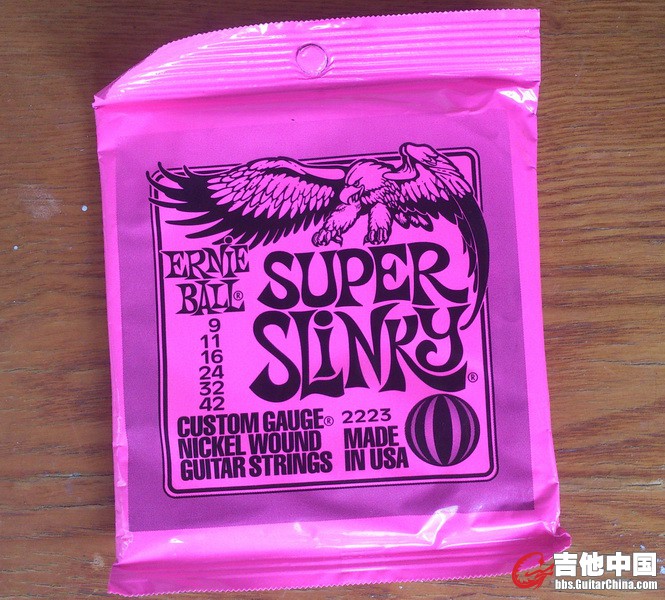 ERNIE
BALL®
SUPER
SLINKY®
9
11
16
24
32
42
CUSTOM GAUGE® 2223
NICKEL WOUND
GUITAR STRINGS
MADE
IN USA
吉他中国
bbs.GuitarChina.com